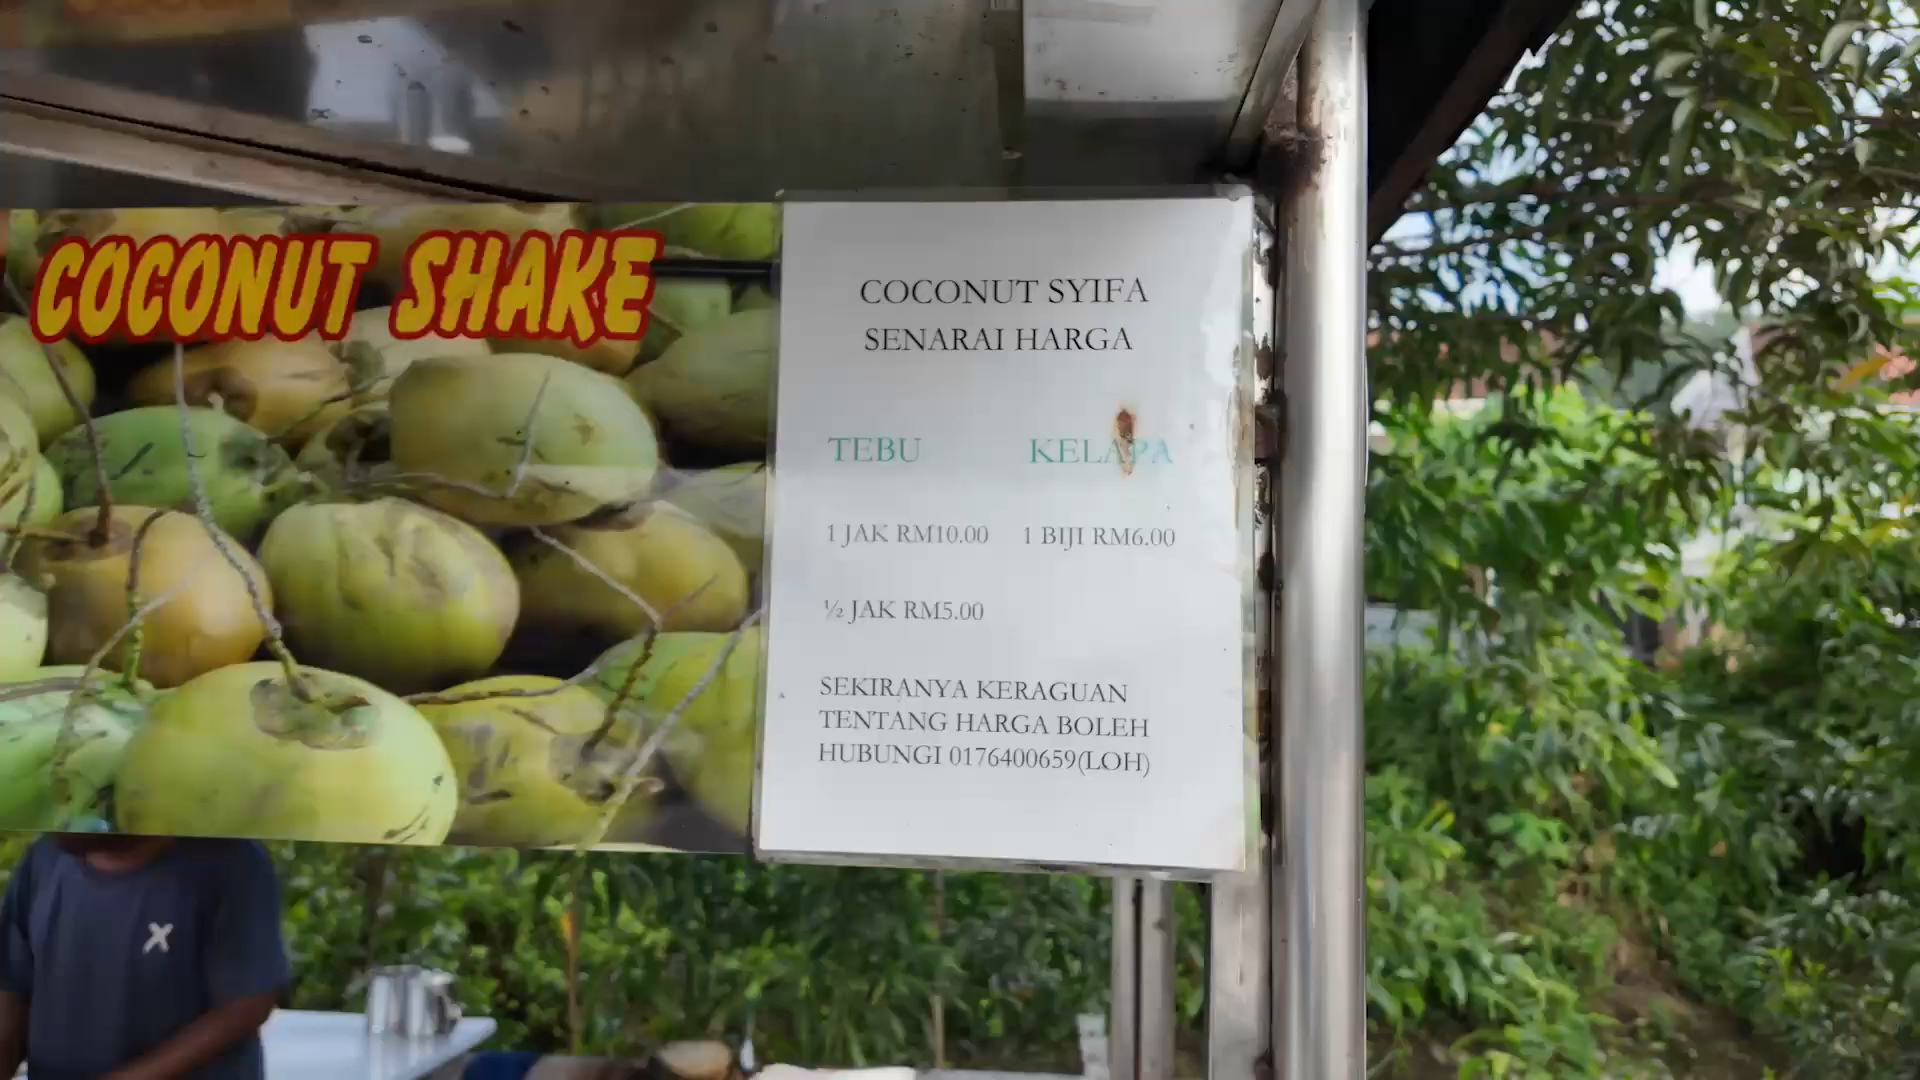 COCONUT SHAKE
COCONUT SYIFA
SENARAI HARGA
TEBU KELAPA
1 JAK RM10.00 1 BIJI RM6.00
½ JAK RM5.00
SEKIRANYA KERAGUAN
TENTANG HARGA BOLEH
HUBUNGI 0176400659(LOH)
X